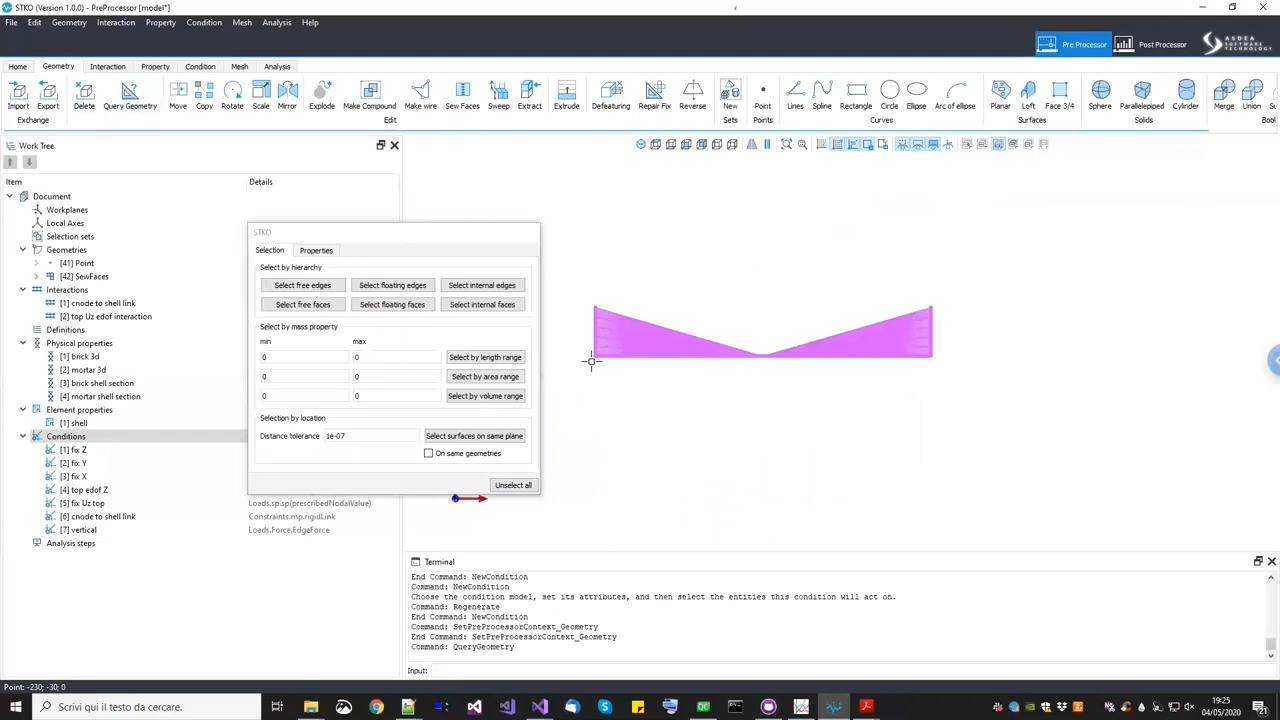 STKO (Version 1.0.0) - PreProcessor [model*]
File Edit Geometry Interaction Property Condition Mesh Analysis Help
Pre Processor Post Processor ASDEA SOFTWARE TECHNOLOGY
Home Geometry Interaction Property Condition Mesh Analysis
Import Export Delete Query Geometry Move Copy Rotate Scale Mirror Explode Make Compound Make wire Sew Faces Sweep Extract Extrude Defeaturing Repair Fix Reverse New Point Lines Spline Rectangle Circle Ellipse Arc of ellipse Planar Loft Face 3/4 Sphere Parallelepiped Cylinder Merge Union
Exchange Edit Sets Points Curves Surfaces Solids
Work Tree
Item Details
Document
Workplanes
Local Axes
Selection sets
Geometries
[41] Point
[42] SewFaces
Interactions
[1] cnode to shell link
[2] top Uz edof interaction
Definitions
Physical properties
[1] brick 3d
[2] mortar 3d
[3] brick shell section
[4] mortar shell section
Element properties
[1] shell
Conditions
[1] fix Z
[2] fix Y
[3] fix X
[4] top edof Z
[5] fix Uz top Loads.sp.sp(prescribedNodalValue)
[6] cnode to shell link Constraints.mp.rigidLink
[7] vertical Loads.Force.EdgeForce
Analysis steps
STKO
Selection Properties
Select by hierarchy
Select free edges Select floating edges Select internal edges
Select free faces Select floating faces Select internal faces
Select by mass property
min max
0 0 Select by length range
0 0 Select by area range
0 0 Select by volume range
Selection by location
Distance tolerance 1e-07 Select surfaces on same plane
On same geometries
Unselect all
Terminal
End Command: NewCondition
Command: NewCondition
Choose the condition model, set its attributes, and then select the entities this condition will act on.
Command: Regenerate
End Command: NewCondition
Command: SetPreProcessorContext_Geometry
End Command: SetPreProcessorContext_Geometry
Command: QueryGeometry
Input:
Point: -230; -30; 0
Scrivi qui il testo da cercare.
19:25
04/05/2020